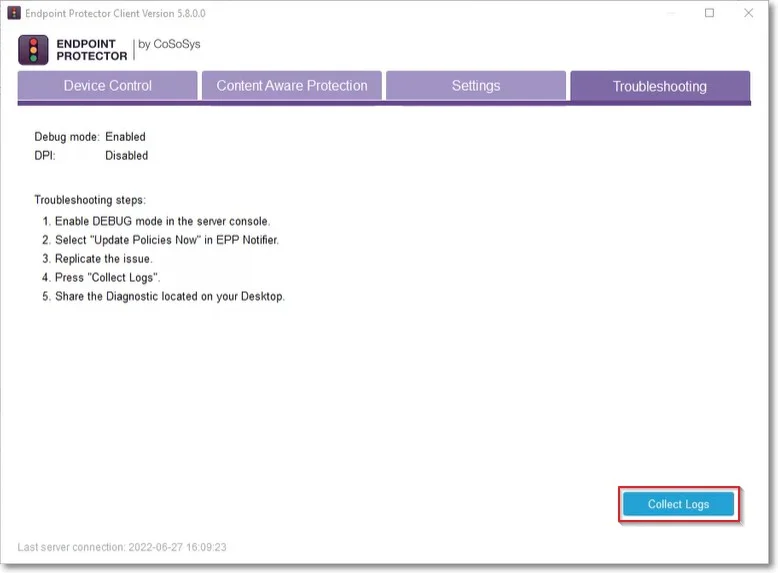 Endpoint Protector Client Version 5.8.0.0
ENDPOINT PROTECTOR | by CoSoSys
Device Control Content Aware Protection Settings Troubleshooting
Debug mode: Enabled
DPI: Disabled
Troubleshooting steps:
1. Enable DEBUG mode in the server console.
2. Select "Update Policies Now" in EPP Notifier.
3. Replicate the issue.
4. Press "Collect Logs".
5. Share the Diagnostic located on your Desktop.
Collect Logs
Last server connection: 2022-06-27 16:09:23